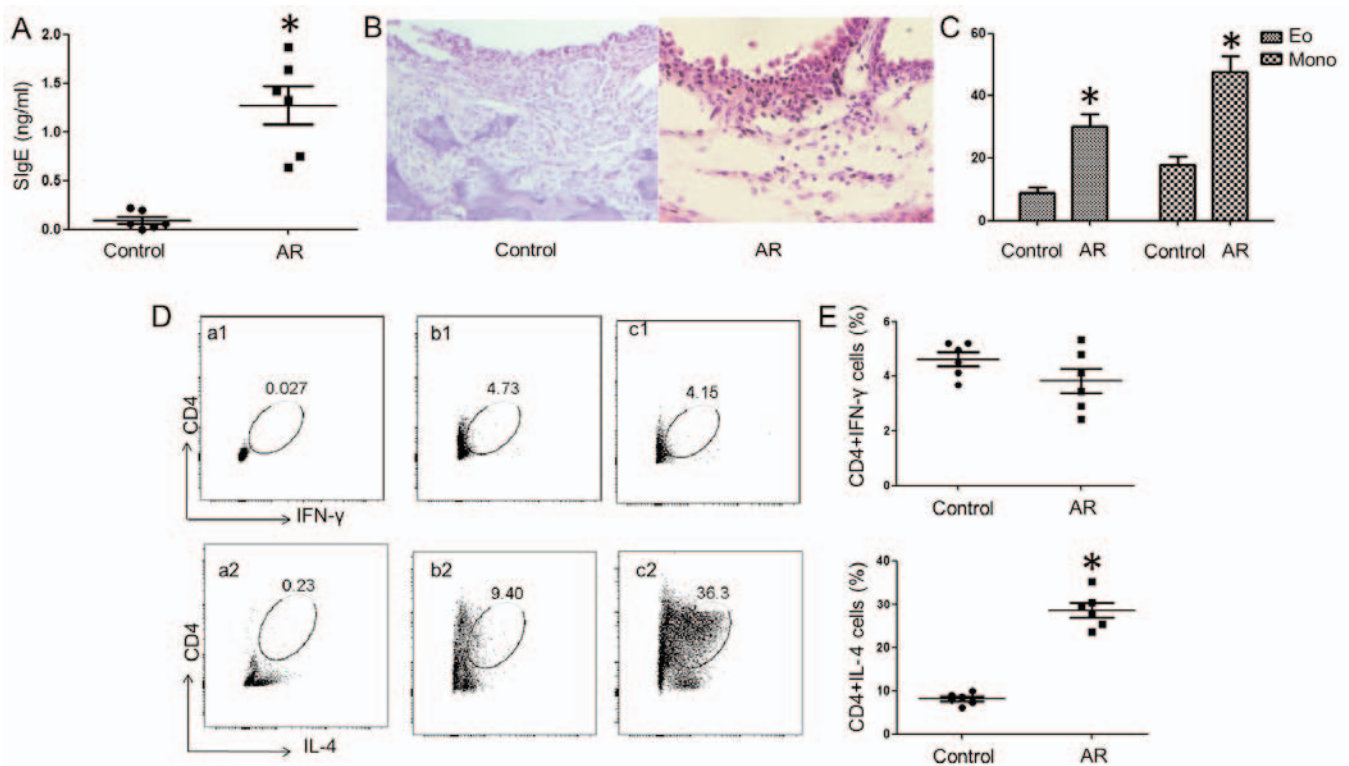 A
SIgE (ng/ml)
2.0
1.5
1.0
0.5
0.0
*
Control
AR
B
Control
AR
C
60
40
20
0
*
*
Eo
Mono
Control
AR
Control
AR
D
a1
0.027
CD4
IFN-γ
b1
4.73
c1
4.15
a2
0.23
CD4
IL-4
b2
9.40
c2
36.3
E
CD4+IFN-γ cells (%)
6
4
2
0
Control
AR
CD4+IL-4 cells (%)
40
30
20
10
0
*
Control
AR